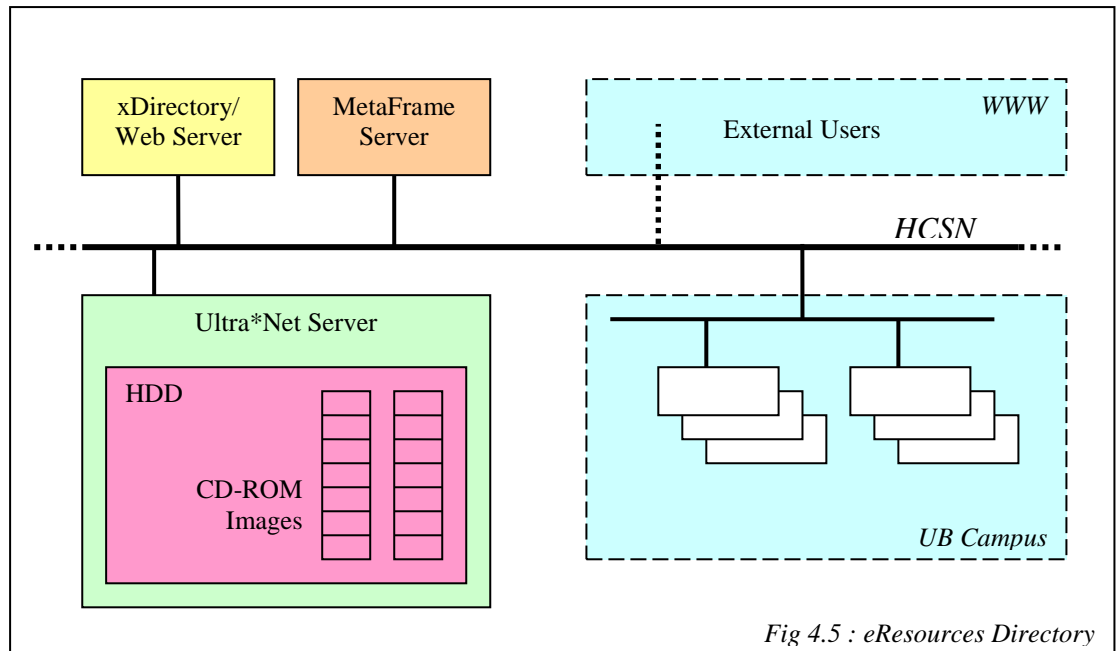 xDirectory/
Web Server
MetaFrame
Server
WWW
External Users
HCSN
Ultra*Net Server
HDD
CD-ROM
Images
UB Campus
Fig 4.5 : eResources Directory